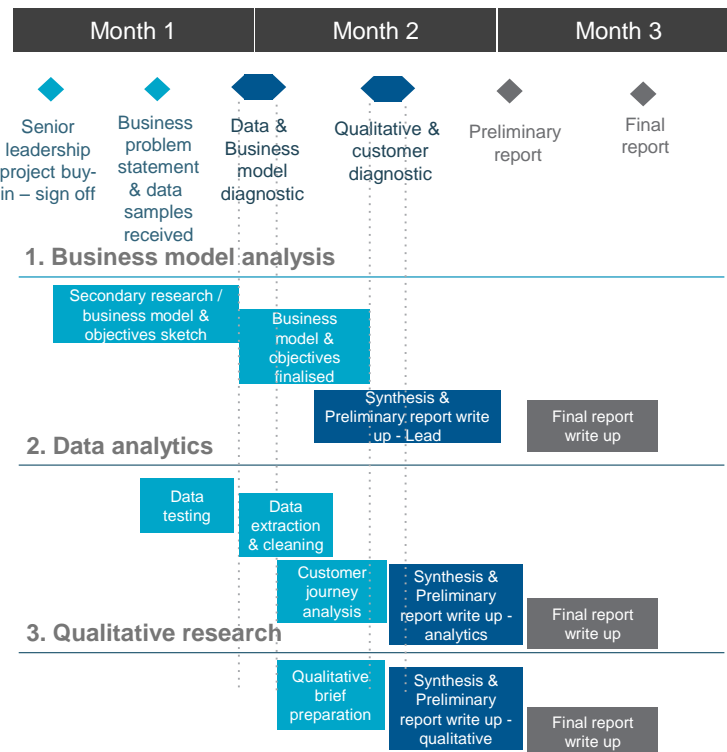 Month 1
Month 2
Month 3
Senior
leadership
project buy-
in – sign off
Business
problem
statement
& data
samples
received
Data &
Business
model
diagnostic
Qualitative &
customer
diagnostic
Preliminary
report
Final
report
1. Business model analysis
Secondary research /
business model &
objectives sketch
Business
model &
objectives
finalised
Synthesis &
Preliminary report write
up - Lead
Final report
write up
2. Data analytics
Data
testing
Data
extraction
& cleaning
Customer
journey
analysis
Synthesis &
Preliminary
report write up -
analytics
Final report
write up
3. Qualitative research
Qualitative
brief
preparation
Synthesis &
Preliminary
report write up -
qualitative
Final report
write up